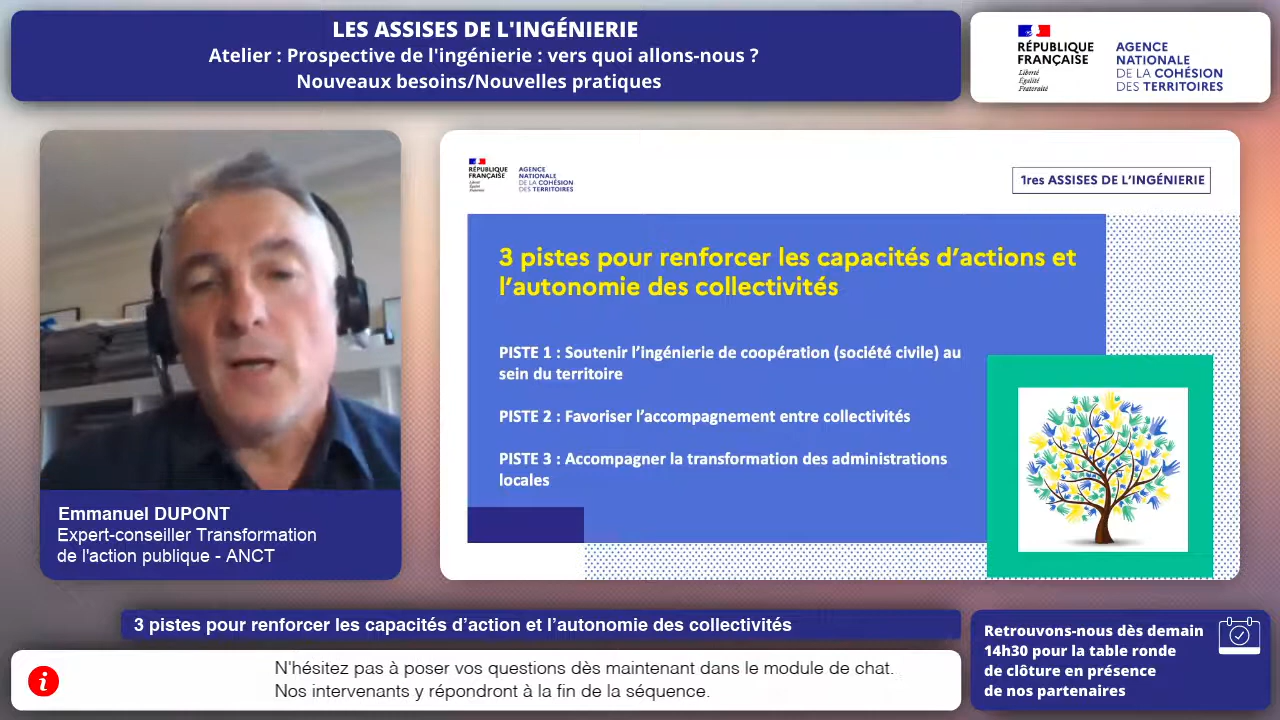 LES ASSISES DE L'INGÉNIERIE
Atelier : Prospective de l'ingénierie : vers quoi allons-nous ?
Nouveaux besoins/Nouvelles pratiques
RÉPUBLIQUE
FRANÇAISE
Liberté
Égalité
Fraternité
AGENCE
NATIONALE
DE LA COHÉSION
DES TERRITOIRES
RÉPUBLIQUE
FRANÇAISE
Liberté
Égalité
Fraternité
AGENCE
NATIONALE
DE LA COHÉSION
DES TERRITOIRES
1res ASSISES DE L'INGÉNIERIE
3 pistes pour renforcer les capacités d’actions et
l’autonomie des collectivités
PISTE 1 : Soutenir l’ingénierie de coopération (société civile) au
sein du territoire
PISTE 2 : Favoriser l’accompagnement entre collectivités
PISTE 3 : Accompagner la transformation des administrations
locales
Emmanuel DUPONT
Expert-conseiller Transformation
de l'action publique - ANCT
3 pistes pour renforcer les capacités d’action et l’autonomie des collectivités
N'hésitez pas à poser vos questions dès maintenant dans le module de chat.
Nos intervenants y répondront à la fin de la séquence.
Retrouvons-nous dès demain
14h30 pour la table ronde
de clôture en présence
de nos partenaires